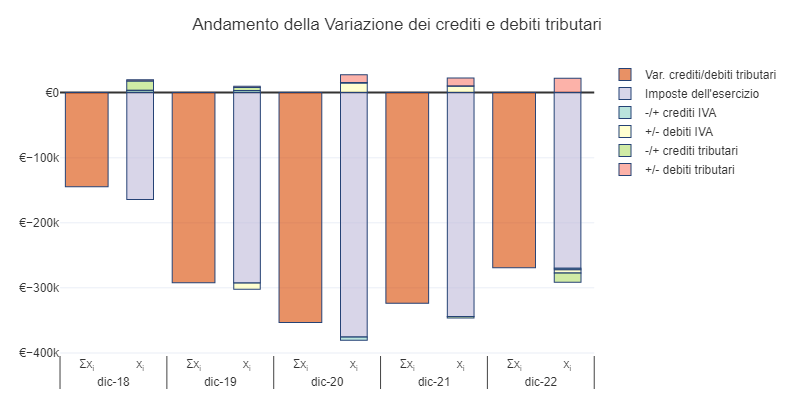 Andamento della Variazione dei crediti e debiti tributari
Var. crediti/debiti tributari
Imposte dell'esercizio
-/+ crediti IVA
+/- debiti IVA
-/+ crediti tributari
+/- debiti tributari
€0
€−100k
€−200k
€−300k
€−400k
Σxi xi Σxi xi Σxi xi Σxi xi Σxi xi
dic-18 dic-19 dic-20 dic-21 dic-22